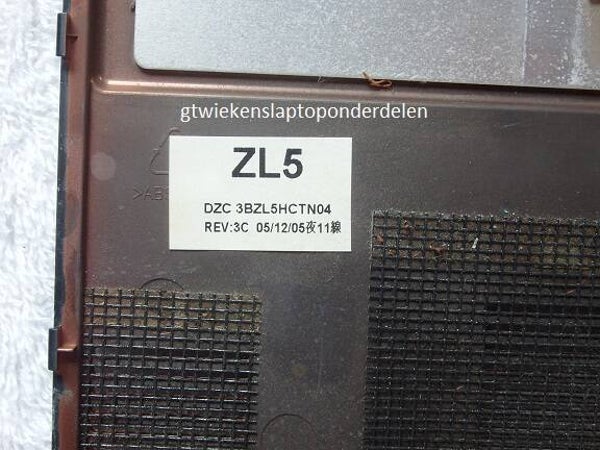 gtwiekenslaptoponderdelen
ZL5
DZC 3BZL5HCTN04
REV:3C 05/12/05夜11線